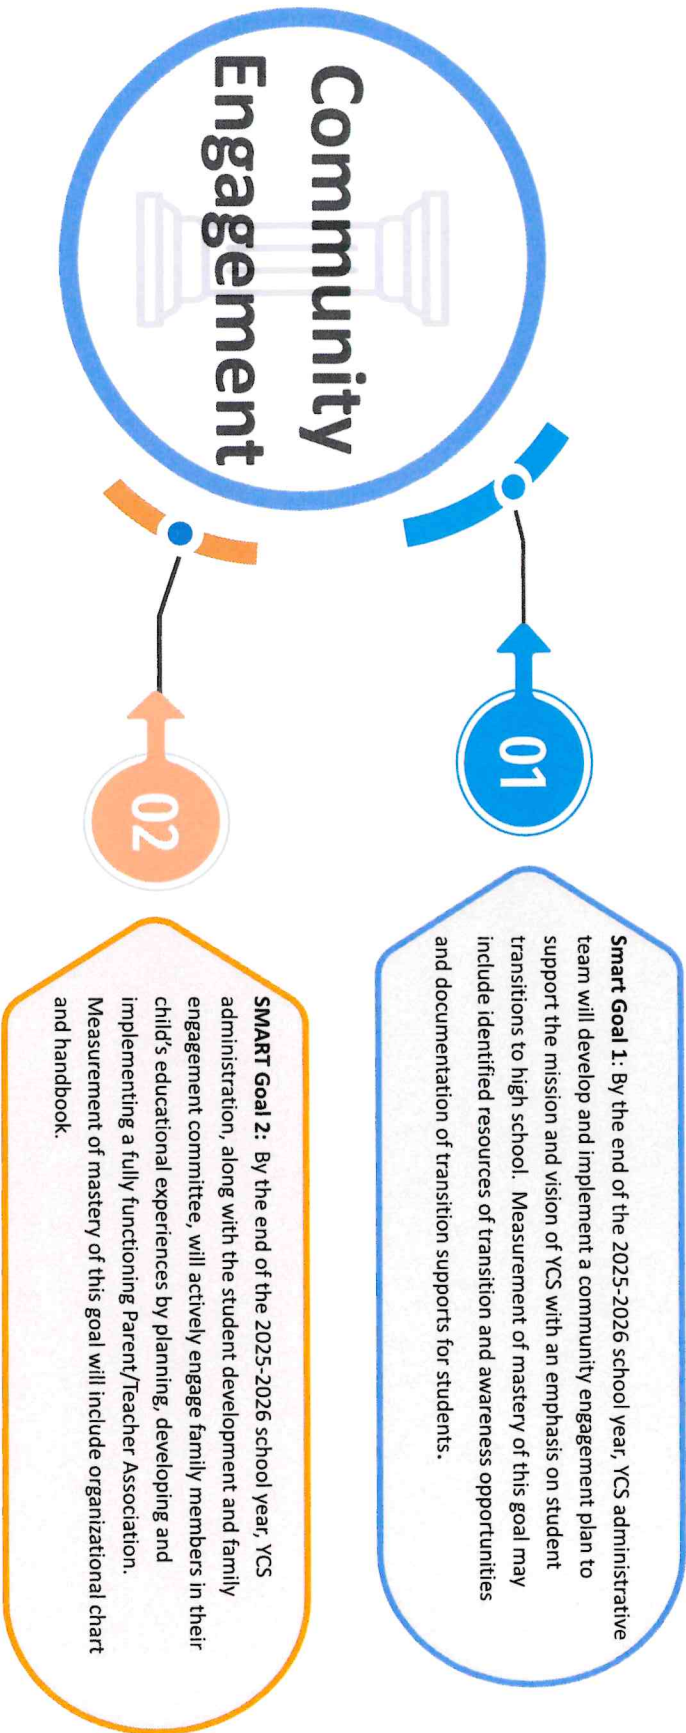 Community
Engagement
01
Smart Goal 1: By the end of the 2025-2026 school year, YCS administrative
team will develop and implement a community engagement plan to
support the mission and vision of YCS with an emphasis on student
transitions to high school.  Measurement of mastery of this goal may
include identified resources of transition and awareness opportunities
and documentation of transition supports for students.
02
SMART Goal 2:  By the end of the 2025-2026 school year, YCS
administration, along with the student development and family
engagement committee, will actively engage family members in their
child's educational experiences by planning, developing and
implementing a fully functioning Parent/Teacher Association.
Measurement of mastery of this goal will include organizational chart
and handbook.